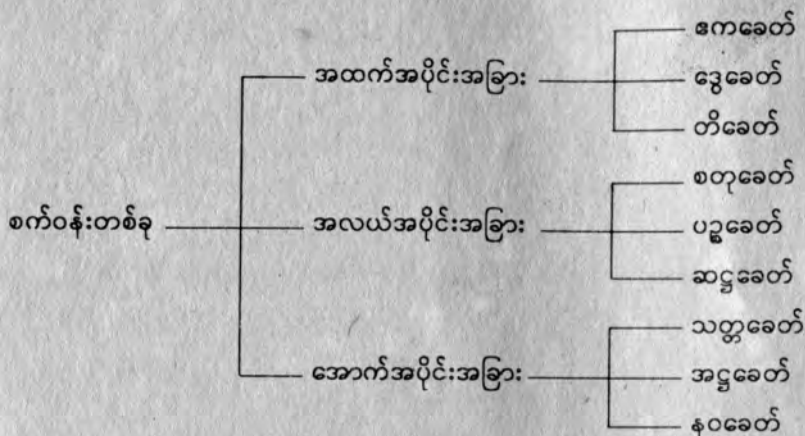 ဧကခေတ်
အထက်အပိုင်းအခြား
ဒွေခေတ်
တိခေတ်
စတုခေတ်
စက်ဝန်းတစ်ခု
အလယ်အပိုင်းအခြား
ပဉ္စခေတ်
ဆဋ္ဌခေတ်
သတ္တခေတ်
အောက်အပိုင်းအခြား
အဋ္ဌခေတ်
နဝခေတ်